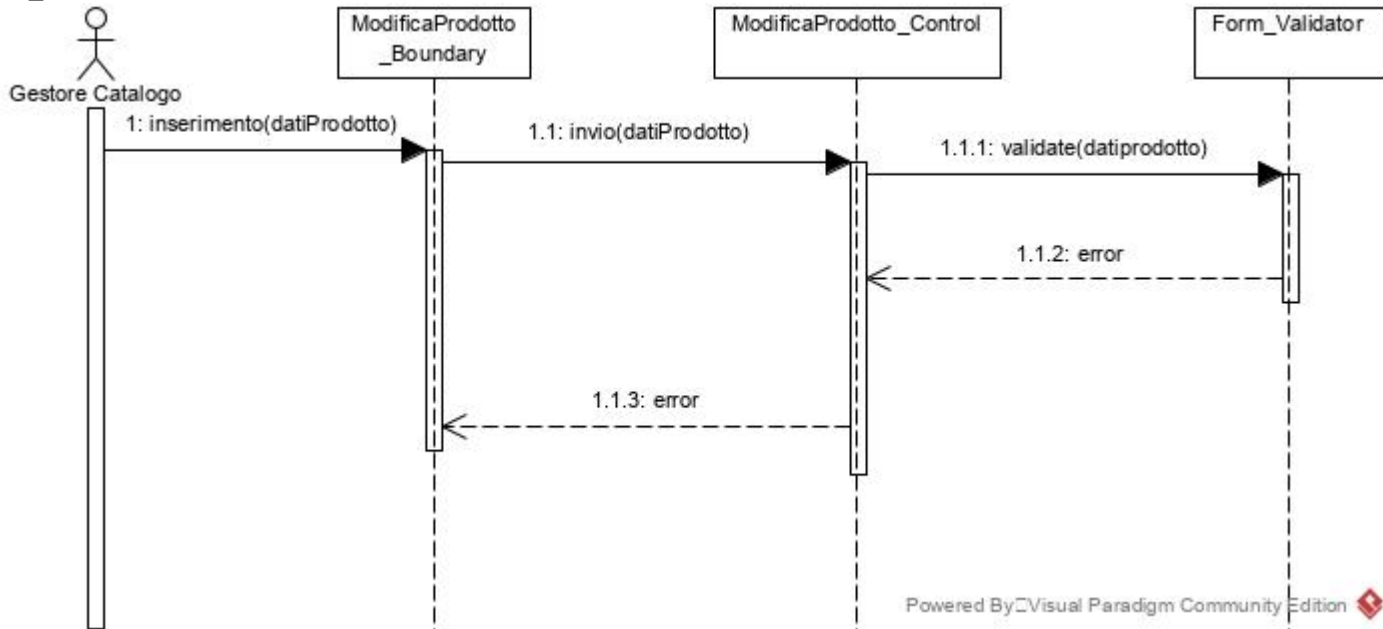 ModificaProdotto
_Boundary
ModificaProdotto_Control
Form_Validator
Gestore Catalogo
1: inserimento(datiProdotto)
1.1: invio(datiProdotto)
1.1.1: validate(datiprodotto)
1.1.2: error
1.1.3: error
Powered By Visual Paradigm Community Edition